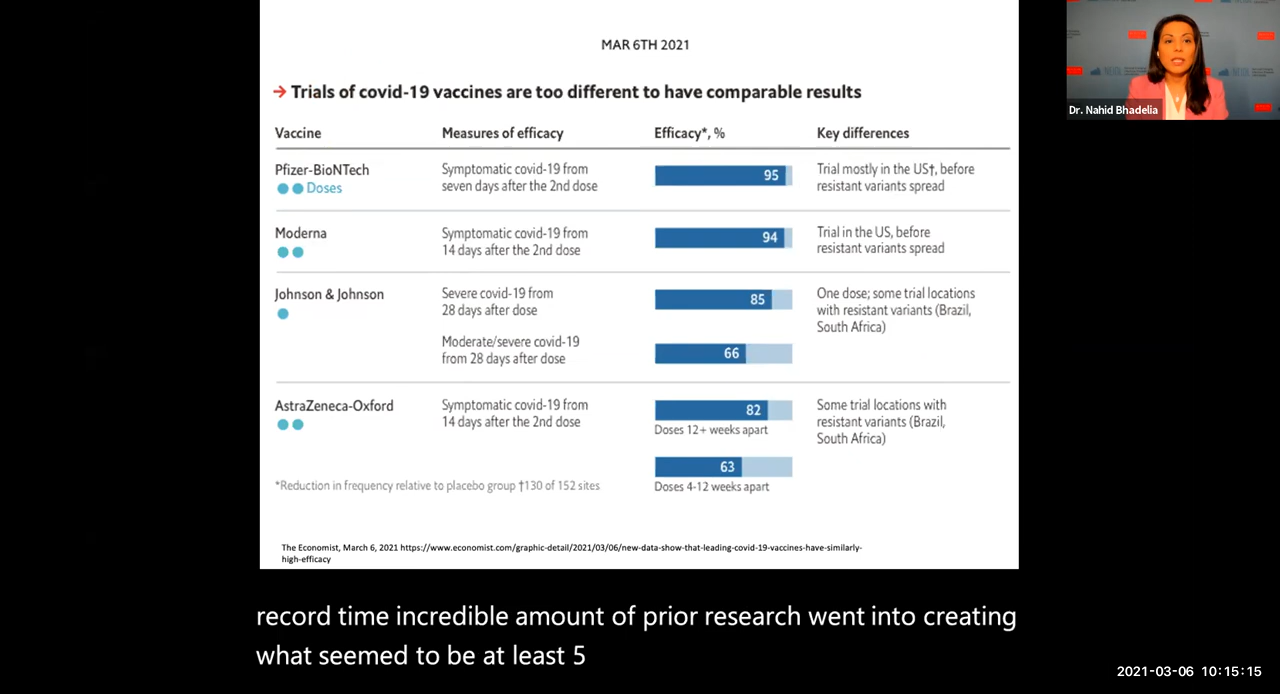 MAR 6TH 2021
→ Trials of covid-19 vaccines are too different to have comparable results
Vaccine
Measures of efficacy
Efficacy*, %
Key differences
Pfizer-BioNTech
Doses
Symptomatic covid-19 from
seven days after the 2nd dose
95
Trial mostly in the US†, before
resistant variants spread
Moderna
Symptomatic covid-19 from
14 days after the 2nd dose
94
Trial in the US, before
resistant variants spread
Johnson & Johnson
Severe covid-19 from
28 days after dose
85
One dose; some trial locations
with resistant variants (Brazil,
South Africa)
Moderate/severe covid-19
from 28 days after dose
66
AstraZeneca-Oxford
Symptomatic covid-19 from
14 days after the 2nd dose
82
Doses 12+ weeks apart
Some trial locations with
resistant variants (Brazil,
South Africa)
63
Doses 4-12 weeks apart
*Reduction in frequency relative to placebo group †130 of 152 sites
The Economist, March 6, 2021 https://www.economist.com/graphic-detail/2021/03/06/new-data-show-that-leading-covid-19-vaccines-have-similarly-
high-efficacy
Dr. Nahid Bhadelia
record time incredible amount of prior research went into creating
what seemed to be at least 5
2021-03-06 10:15:15